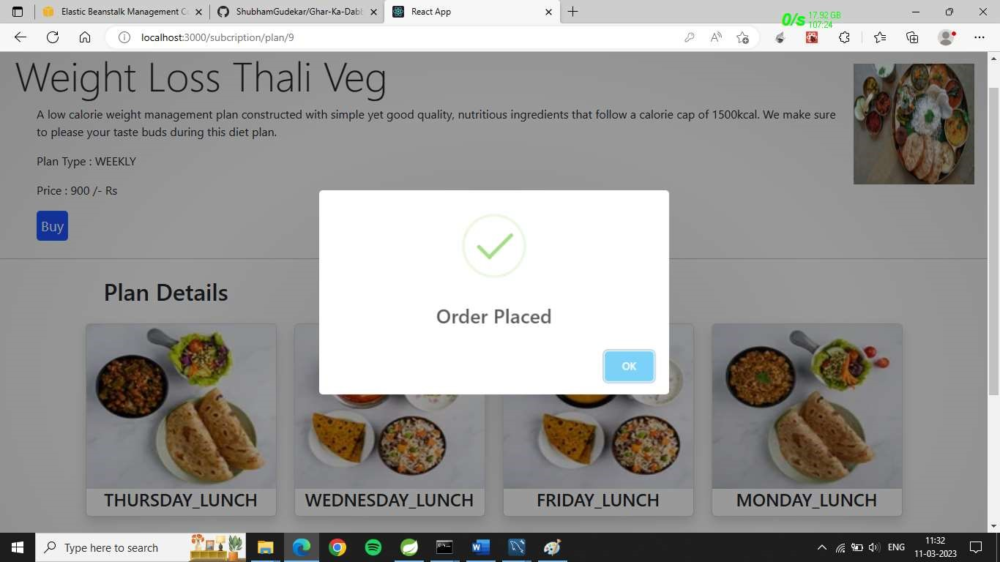 Elastic Beanstalk Management Co
ShubhamGudekar/Ghar-Ka-Dabb
React App
0/s 17.92 GB
107:24
localhost:3000/subcription/plan/9
Weight Loss Thali Veg
A low calorie weight management plan constructed with simple yet good quality, nutritious ingredients that follow a calorie cap of 1500kcal. We make sure
to please your taste buds during this diet plan.
Plan Type : WEEKLY
Price : 900 /- Rs
Buy
Order Placed
OK
Plan Details
THURSDAY_LUNCH
WEDNESDAY_LUNCH
FRIDAY_LUNCH
MONDAY_LUNCH
Type here to search
ENG
11:32
11-03-2023